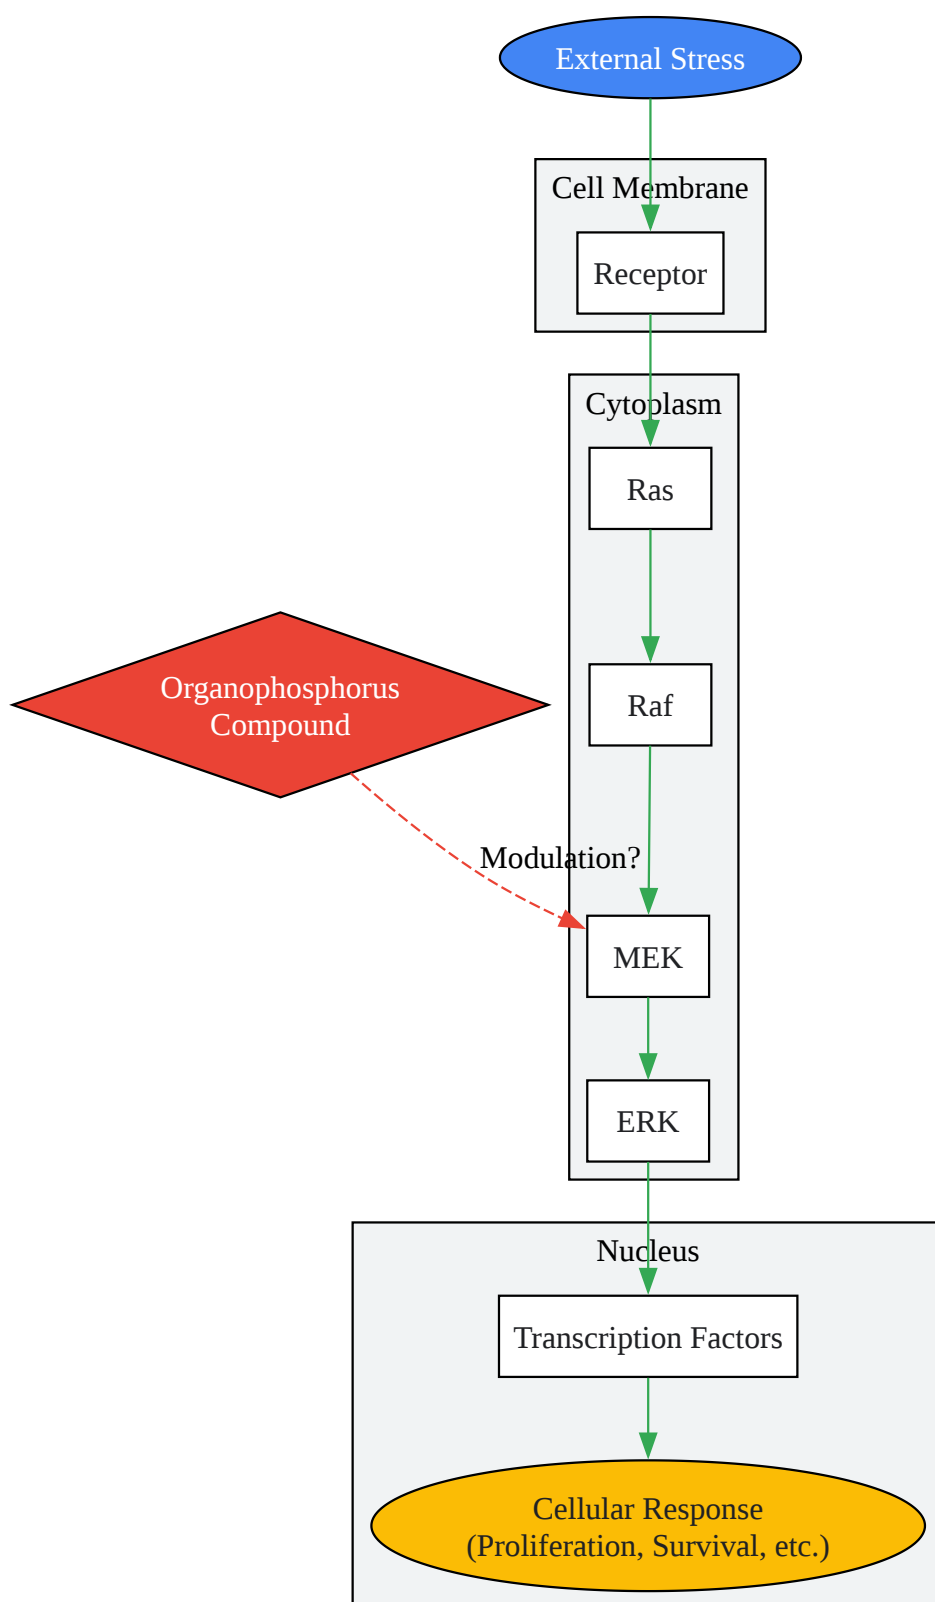 External Stress
Cell Membrane
Receptor
Cytoplasm
Ras
Organophosphorus
Compound
Raf
Modulation?
MEK
ERK
Nucleus
Transcription Factors
Cellular Response
(Proliferation, Survival, etc.)